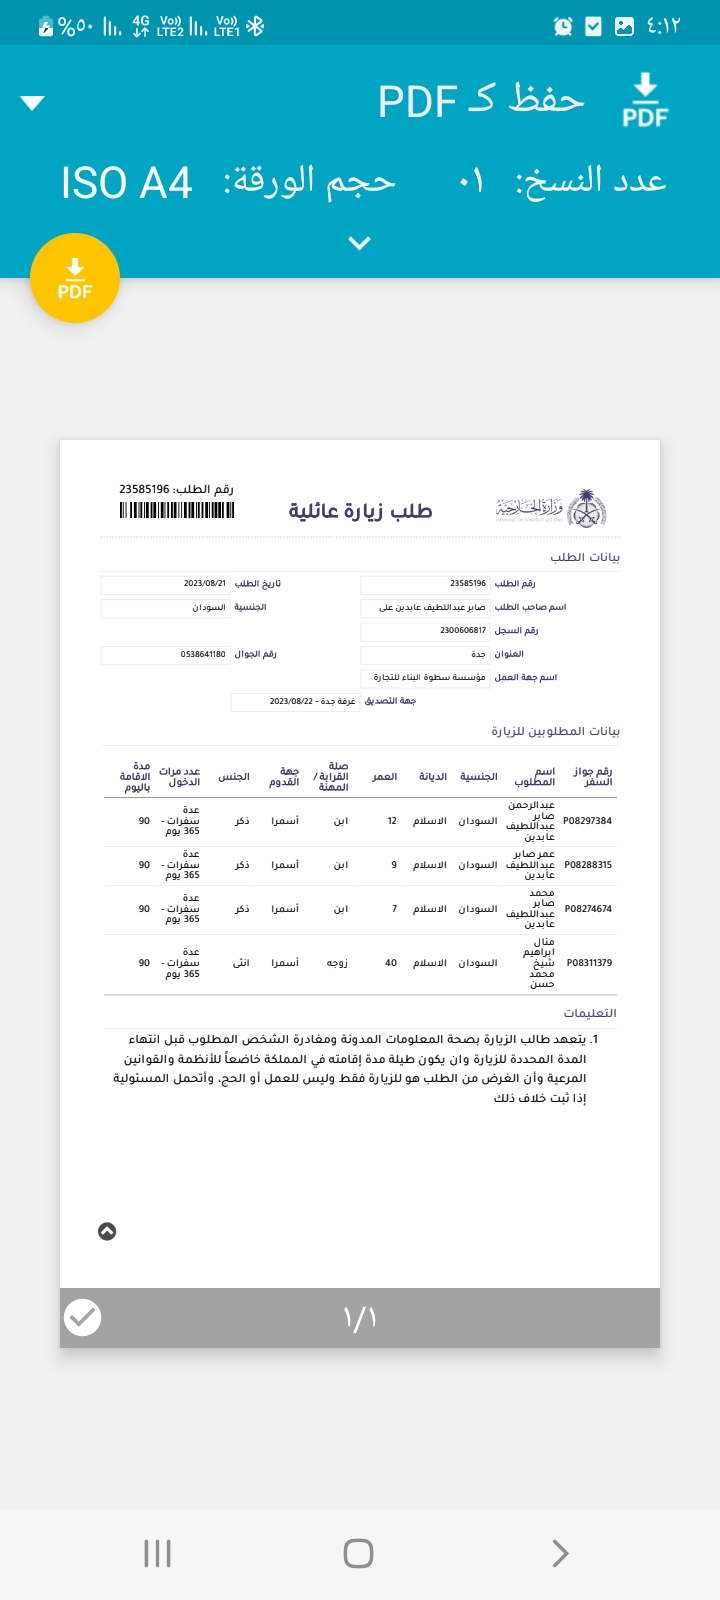 ٤:١٢
%٥٠ 4G Vo)) LTE2 Vo)) LTE1
PDF حفظ كـ PDF
عدد النسخ: ٠١ حجم الورقة: ISO A4
PDF
وزارة الخارجية
MINISTRY OF FOREIGN AFFAIRS
طلب زيارة عائلية
رقم الطلب: 23585196
بيانات الطلب
رقم الطلب 23585196 تاريخ الطلب 2023/08/21
اسم صاحب الطلب صابر عبداللطيف عابدين على الجنسية السودان
رقم السجل 2300606817
العنوان جدة رقم الجوال 0538641180
اسم جهة العمل مؤسسة سطوة البناء للتجارة
جهة التصديق غرفة جدة - 2023/08/22
بيانات المطلوبين للزيارة
رقم جواز السفر اسم المطلوب الجنسية الديانة العمر صلة القرابة / المهنة جهة القدوم الجنس عدد مرات الدخول مدة الاقامة باليوم
P08297384 عبدالرحمن صابر عبداللطيف عابدين السودان الاسلام 12 ابن أسمرا ذكر عدة سفرات - 365 يوم 90
P08288315 عمر صابر عبداللطيف عابدين السودان الاسلام 9 ابن أسمرا ذكر عدة سفرات - 365 يوم 90
P08274674 محمد صابر عبداللطيف عابدين السودان الاسلام 7 ابن أسمرا ذكر عدة سفرات - 365 يوم 90
P08311379 منال ابراهيم شيخ محمد حسن السودان الاسلام 40 زوجه أسمرا انثى عدة سفرات - 365 يوم 90
التعليمات
1. يتعهد طالب الزيارة بصحة المعلومات المدونة ومغادرة الشخص المطلوب قبل انتهاء
المدة المحددة للزيارة وان يكون طيلة مدة إقامته في المملكة خاضعاً للأنظمة والقوانين
المرعية وأن الغرض من الطلب هو للزيارة فقط وليس للعمل أو الحج، وأتحمل المسئولية
إذا ثبت خلاف ذلك
١/١